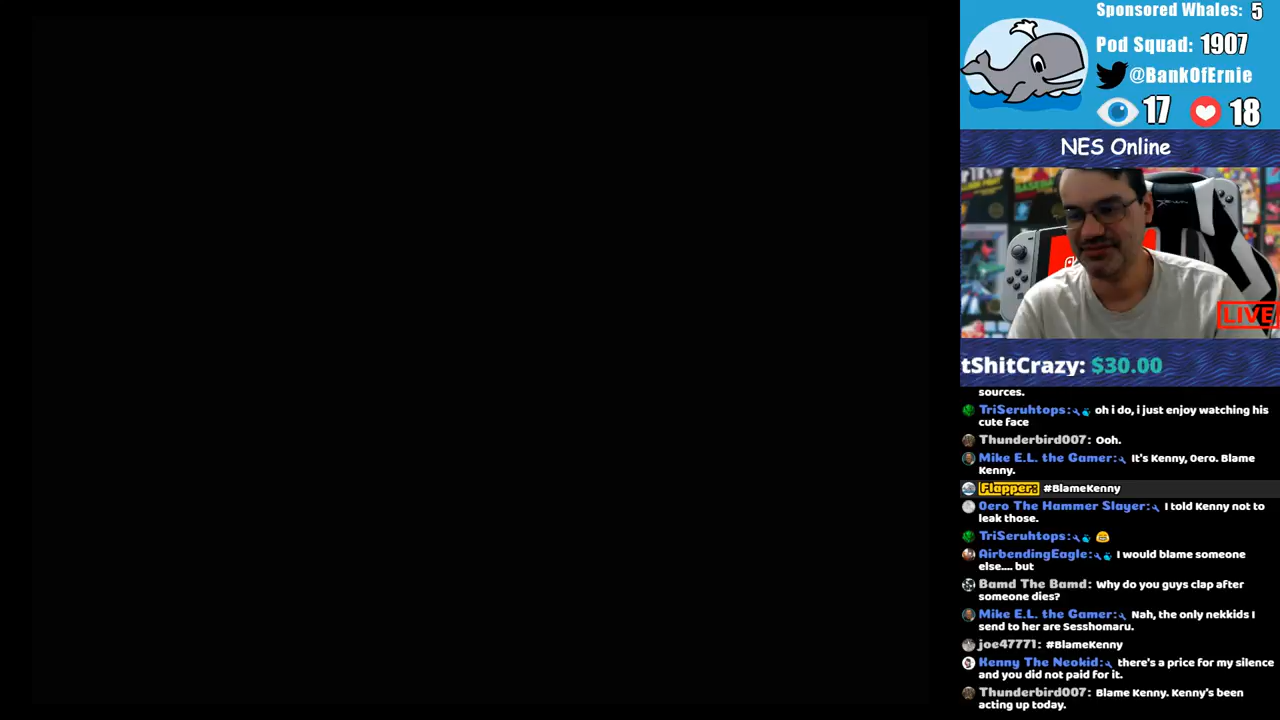 Sponsored Whales: 5
Pod Squad: 1907
@BankOfErnie
17 18
NES Online
LIVE
tShitCrazy: $30.00
sources.
TriSeruhtops: oh i do, i just enjoy watching his
cute face
Thunderbird007: Ooh.
Mike E.L. the Gamer: It's Kenny, 0ero. Blame
Kenny.
Flapper: #BlameKenny
0ero The Hammer Slayer: I told Kenny not to
leak those.
TriSeruhtops: 😂
AirbendingEagle: I would blame someone
else.... but
Bamd The Bamd: Why do you guys clap after
someone dies?
Mike E.L. the Gamer: Nah, the only nekkids I
send to her are Sesshomaru.
joe47771: #BlameKenny
Kenny The Neokid: there's a price for my silence
and you did not paid for it.
Thunderbird007: Blame Kenny. Kenny's been
acting up today.